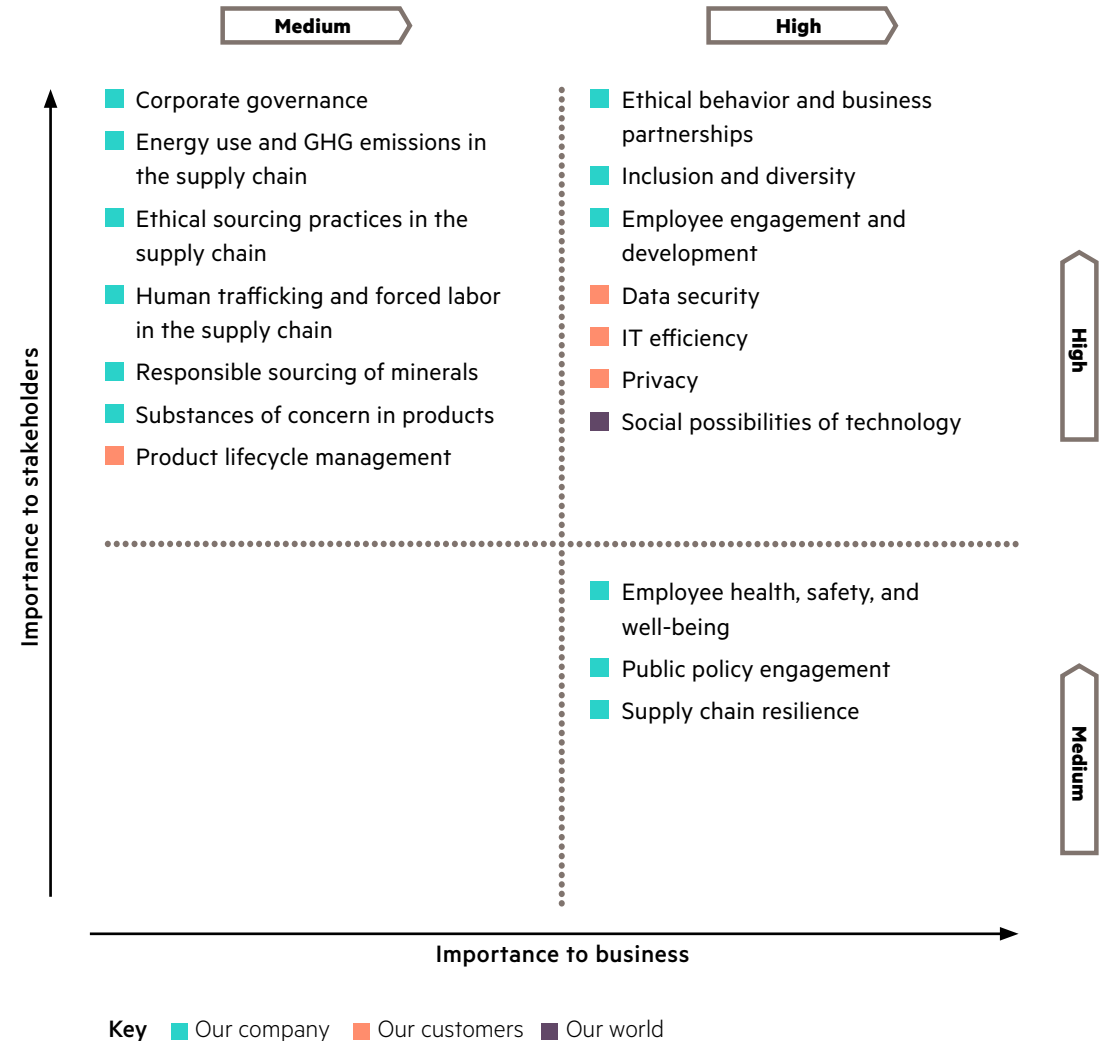 Medium
High
Corporate governance
Energy use and GHG emissions in
the supply chain
Ethical sourcing practices in the
supply chain
Human trafficking and forced labor
in the supply chain
Responsible sourcing of minerals
Substances of concern in products
Product lifecycle management
Ethical behavior and business
partnerships
Inclusion and diversity
Employee engagement and
development
Data security
IT efficiency
Privacy
Social possibilities of technology
High
Importance to stakeholders
Employee health, safety, and
well-being
Public policy engagement
Supply chain resilience
Medium
Importance to business
Key Our company Our customers Our world